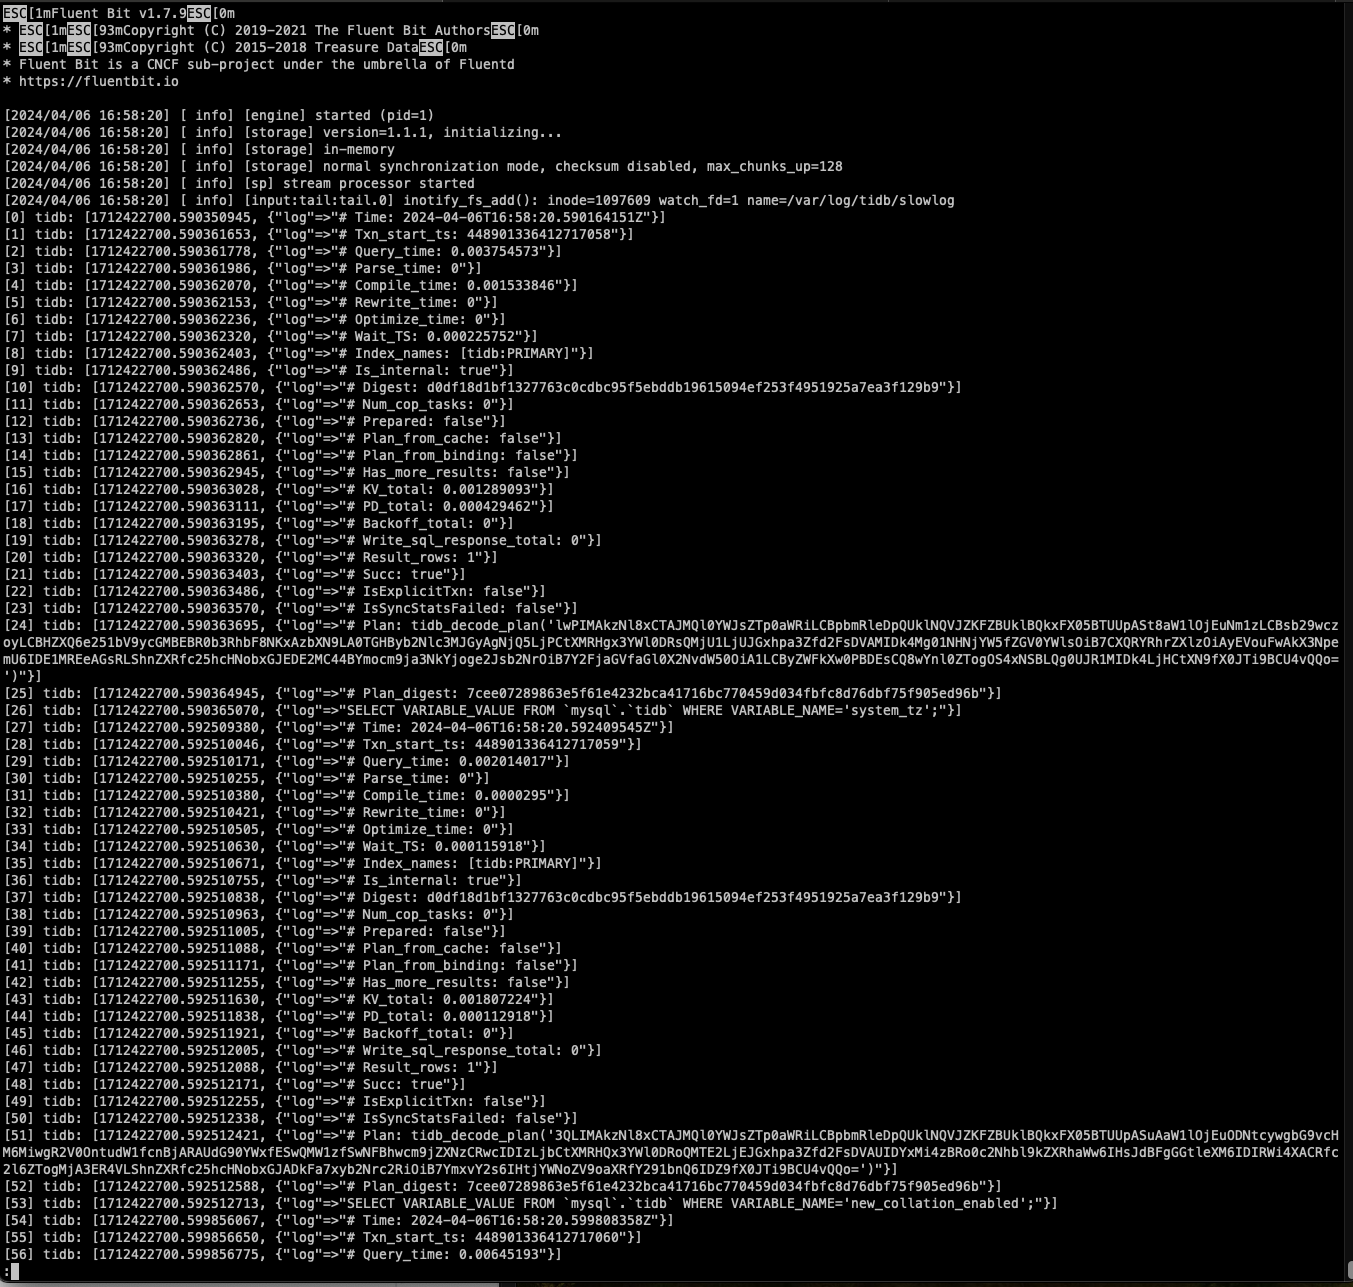 ESC[1mFluent Bit v1.7.9ESC[0m
* ESC[1mESC[93mCopyright (C) 2019-2021 The Fluent Bit AuthorsESC[0m
* ESC[1mESC[93mCopyright (C) 2015-2018 Treasure DataESC[0m
* Fluent Bit is a CNCF sub-project under the umbrella of Fluentd
* https://fluentbit.io
[2024/04/06 16:58:20] [ info] [engine] started (pid=1)
[2024/04/06 16:58:20] [ info] [storage] version=1.1.1, initializing...
[2024/04/06 16:58:20] [ info] [storage] in-memory
[2024/04/06 16:58:20] [ info] [storage] normal synchronization mode, checksum disabled, max_chunks_up=128
[2024/04/06 16:58:20] [ info] [sp] stream processor started
[2024/04/06 16:58:20] [ info] [input:tail:tail.0] inotify_fs_add(): inode=1097609 watch_fd=1 name=/var/log/tidb/slowlog
[0] tidb: [1712422700.590350945, {"log"=>"# Time: 2024-04-06T16:58:20.590164151Z"}]
[1] tidb: [1712422700.590361653, {"log"=>"# Txn_start_ts: 448901336412717058"}]
[2] tidb: [1712422700.590361778, {"log"=>"# Query_time: 0.003754573"}]
[3] tidb: [1712422700.590361986, {"log"=>"# Parse_time: 0"}]
[4] tidb: [1712422700.590362070, {"log"=>"# Compile_time: 0.001533846"}]
[5] tidb: [1712422700.590362153, {"log"=>"# Rewrite_time: 0"}]
[6] tidb: [1712422700.590362236, {"log"=>"# Optimize_time: 0"}]
[7] tidb: [1712422700.590362320, {"log"=>"# Wait_TS: 0.000225752"}]
[8] tidb: [1712422700.590362403, {"log"=>"# Index_names: [tidb:PRIMARY]"}]
[9] tidb: [1712422700.590362486, {"log"=>"# Is_internal: true"}]
[10] tidb: [1712422700.590362570, {"log"=>"# Digest: d0df18d1bf1327763c0cdbc95f5ebddb19615094ef253f4951925a7ea3f129b9"}]
[11] tidb: [1712422700.590362653, {"log"=>"# Num_cop_tasks: 0"}]
[12] tidb: [1712422700.590362736, {"log"=>"# Prepared: false"}]
[13] tidb: [1712422700.590362820, {"log"=>"# Plan_from_cache: false"}]
[14] tidb: [1712422700.590362861, {"log"=>"# Plan_from_binding: false"}]
[15] tidb: [1712422700.590362945, {"log"=>"# Has_more_results: false"}]
[16] tidb: [1712422700.590363028, {"log"=>"# KV_total: 0.001289093"}]
[17] tidb: [1712422700.590363111, {"log"=>"# PD_total: 0.000429462"}]
[18] tidb: [1712422700.590363195, {"log"=>"# Backoff_total: 0"}]
[19] tidb: [1712422700.590363278, {"log"=>"# Write_sql_response_total: 0"}]
[20] tidb: [1712422700.590363320, {"log"=>"# Result_rows: 1"}]
[21] tidb: [1712422700.590363403, {"log"=>"# Succ: true"}]
[22] tidb: [1712422700.590363486, {"log"=>"# IsExplicitTxn: false"}]
[23] tidb: [1712422700.590363570, {"log"=>"# IsSyncStatsFailed: false"}]
[24] tidb: [1712422700.590363695, {"log"=>"# Plan: tidb_decode_plan('
')"}]
[25] tidb: [1712422700.590364945, {"log"=>"# Plan_digest: 7cee07289863e5f61e4232bca41716bc770459d034fbfc8d76dbf75f905ed96b"}]
[26] tidb: [1712422700.590365070, {"log"=>"SELECT VARIABLE_VALUE FROM `mysql`.`tidb` WHERE VARIABLE_NAME='system_tz';"}]
[27] tidb: [1712422700.592509380, {"log"=>"# Time: 2024-04-06T16:58:20.592409545Z"}]
[28] tidb: [1712422700.592510046, {"log"=>"# Txn_start_ts: 448901336412717059"}]
[29] tidb: [1712422700.592510171, {"log"=>"# Query_time: 0.002014017"}]
[30] tidb: [1712422700.592510255, {"log"=>"# Parse_time: 0"}]
[31] tidb: [1712422700.592510380, {"log"=>"# Compile_time: 0.0000295"}]
[32] tidb: [1712422700.592510421, {"log"=>"# Rewrite_time: 0"}]
[33] tidb: [1712422700.592510505, {"log"=>"# Optimize_time: 0"}]
[34] tidb: [1712422700.592510630, {"log"=>"# Wait_TS: 0.000115918"}]
[35] tidb: [1712422700.592510671, {"log"=>"# Index_names: [tidb:PRIMARY]"}]
[36] tidb: [1712422700.592510755, {"log"=>"# Is_internal: true"}]
[37] tidb: [1712422700.592510838, {"log"=>"# Digest: d0df18d1bf1327763c0cdbc95f5ebddb19615094ef253f4951925a7ea3f129b9"}]
[38] tidb: [1712422700.592510963, {"log"=>"# Num_cop_tasks: 0"}]
[39] tidb: [1712422700.592511005, {"log"=>"# Prepared: false"}]
[40] tidb: [1712422700.592511088, {"log"=>"# Plan_from_cache: false"}]
[41] tidb: [1712422700.592511171, {"log"=>"# Plan_from_binding: false"}]
[42] tidb: [1712422700.592511255, {"log"=>"# Has_more_results: false"}]
[43] tidb: [1712422700.592511630, {"log"=>"# KV_total: 0.001807224"}]
[44] tidb: [1712422700.592511838, {"log"=>"# PD_total: 0.000112918"}]
[45] tidb: [1712422700.592511921, {"log"=>"# Backoff_total: 0"}]
[46] tidb: [1712422700.592512005, {"log"=>"# Write_sql_response_total: 0"}]
[47] tidb: [1712422700.592512088, {"log"=>"# Result_rows: 1"}]
[48] tidb: [1712422700.592512171, {"log"=>"# Succ: true"}]
[49] tidb: [1712422700.592512255, {"log"=>"# IsExplicitTxn: false"}]
[50] tidb: [1712422700.592512338, {"log"=>"# IsSyncStatsFailed: false"}]
[51] tidb: [1712422700.592512421, {"log"=>"# Plan: tidb_decode_plan('
[52] tidb: [1712422700.592512588, {"log"=>"# Plan_digest: 7cee07289863e5f61e4232bca41716bc770459d034fbfc8d76dbf75f905ed96b"}]
[53] tidb: [1712422700.592512713, {"log"=>"SELECT VARIABLE_VALUE FROM `mysql`.`tidb` WHERE VARIABLE_NAME='new_collation_enabled';"}]
[54] tidb: [1712422700.599856067, {"log"=>"# Time: 2024-04-06T16:58:20.599808358Z"}]
[55] tidb: [1712422700.599856650, {"log"=>"# Txn_start_ts: 448901336412717060"}]
[56] tidb: [1712422700.599856775, {"log"=>"# Query_time: 0.00645193"}]
: